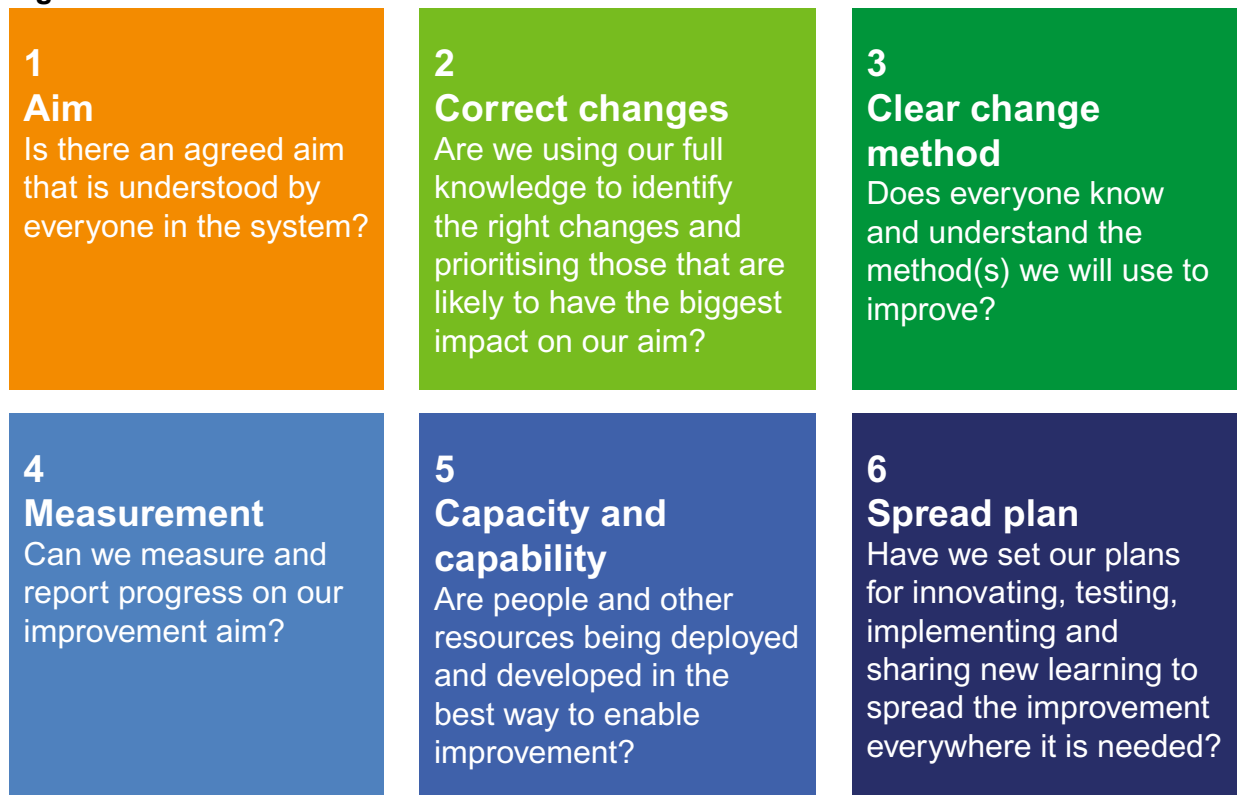 1
Aim
Is there an agreed aim
that is understood by
everyone in the system?
2
Correct changes
Are we using our full
knowledge to identify
the right changes and
prioritising those that are
likely to have the biggest
impact on our aim?
3
Clear change
method
Does everyone know
and understand the
method(s) we will use to
improve?
4
Measurement
Can we measure and
report progress on our
improvement aim?
5
Capacity and
capability
Are people and other
resources being deployed
and developed in the
best way to enable
improvement?
6
Spread plan
Have we set our plans
for innovating, testing,
implementing and
sharing new learning to
spread the improvement
everywhere it is needed?